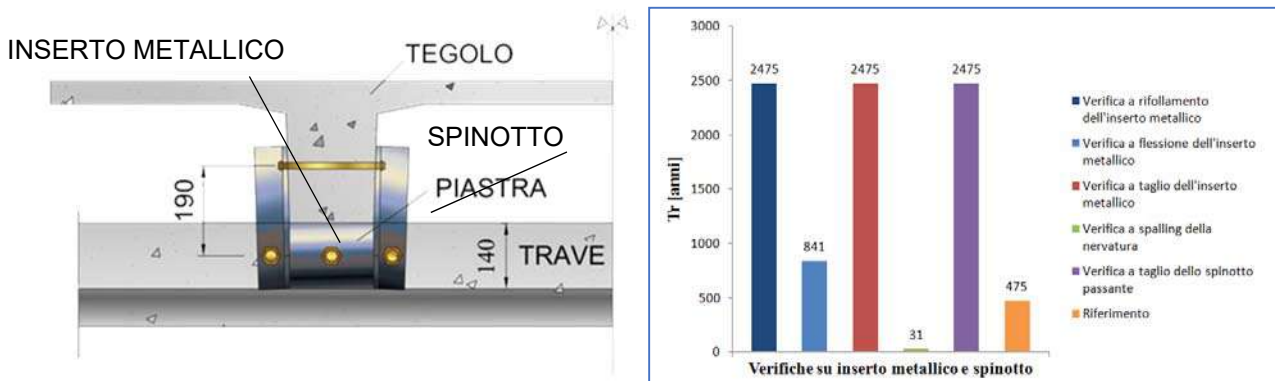 INSERTO METALLICO
TEGOLO
SPINOTTO
PIASTRA
190
140
TRAVE
3000
2500
2000
1500
1000
500
0
Tr [anni]
2475
841
2475
31
2475
475
Verifiche su inserto metallico e spinotto
Verifica a rifollamento
dell'inserto metallico
Verifica a flessione dell'inserto
metallico
Verifica a taglio dell'inserto
metallico
Verifica a spalling della
nervatura
Verifica a taglio dello spinotto
passante
Riferimento